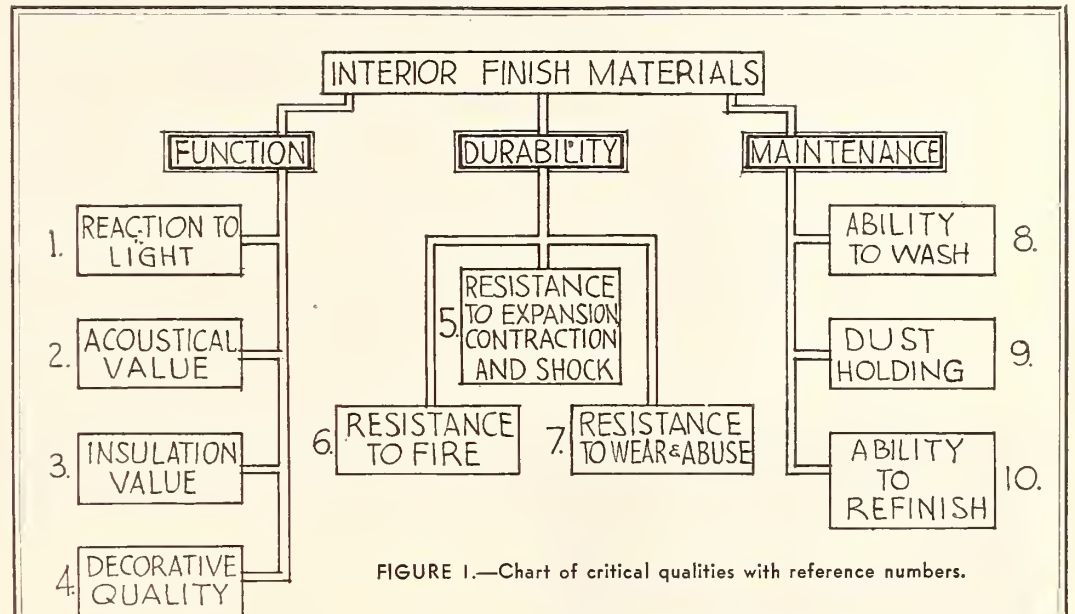 INTERIOR FINISH MATERIALS
FUNCTION
DURABILITY
MAINTENANCE
1. REACTION TO
LIGHT
2. ACOUSTICAL
VALUE
3. INSULATION
VALUE
4. DECORATIVE
QUALITY
5. RESISTANCE
TO EXPANSION
CONTRACTION
AND SHOCK
6. RESISTANCE
TO FIRE
7. RESISTANCE
TO WEAR & ABUSE
ABILITY
TO WASH 8.
DUST
HOLDING 9.
ABILITY
TO
REFINISH 10.
FIGURE 1.—Chart of critical qualities with reference numbers.